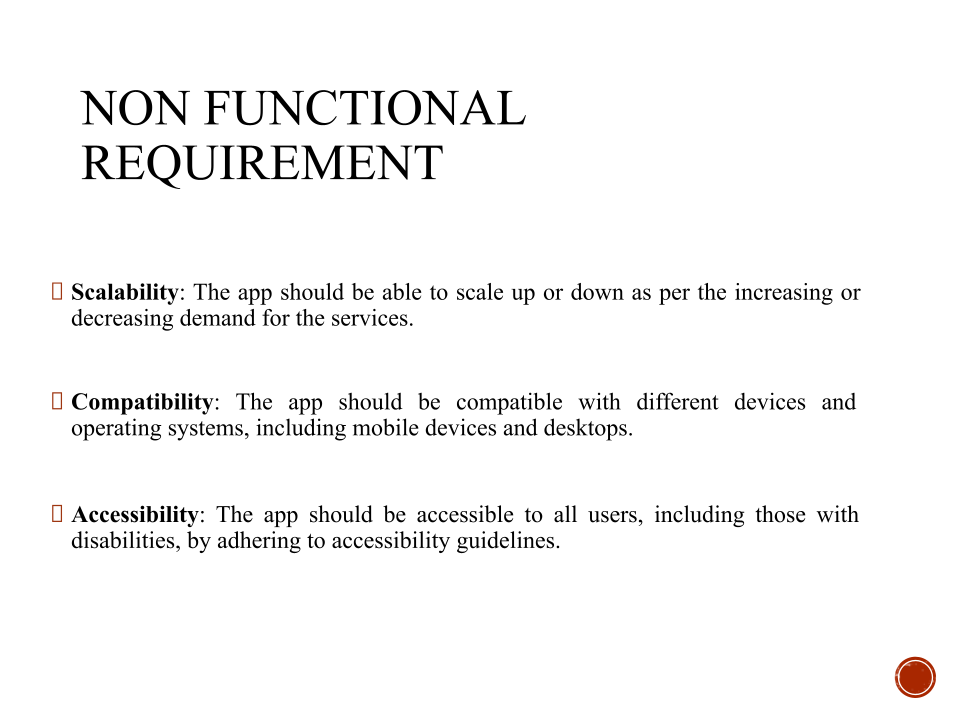 NON FUNCTIONAL
REQUIREMENT
Scalability: The app should be able to scale up or down as per the increasing or
decreasing demand for the services.
Compatibility: The app should be compatible with different devices and
operating systems, including mobile devices and desktops.
Accessibility: The app should be accessible to all users, including those with
disabilities, by adhering to accessibility guidelines.